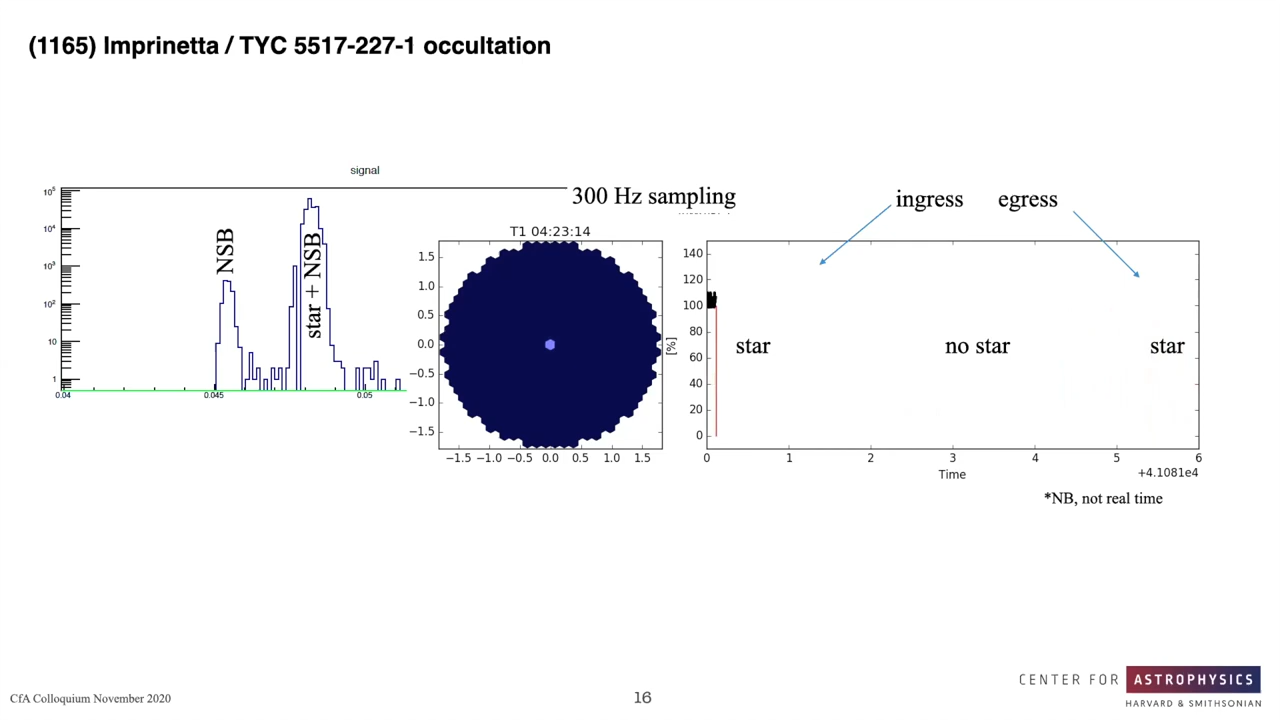 (1165) Imprinetta / TYC 5517-227-1 occultation
signal
10⁵
10⁴
10³
10²
10
1
0.04
0.045
0.05
NSB
star + NSB
300 Hz sampling
T1 04:23:14
1.5
1.0
0.5
0.0
−0.5
−1.0
−1.5
−1.5 −1.0 −0.5 0.0 0.5 1.0 1.5
ingress egress
[%]
140
120
100
80
60
40
20
0
star no star star
0 1 2 3 4 5 6
Time
+4.1081e4
*NB, not real time
CfA Colloquium November 2020
16
CENTER FOR ASTROPHYSICS
HARVARD & SMITHSONIAN